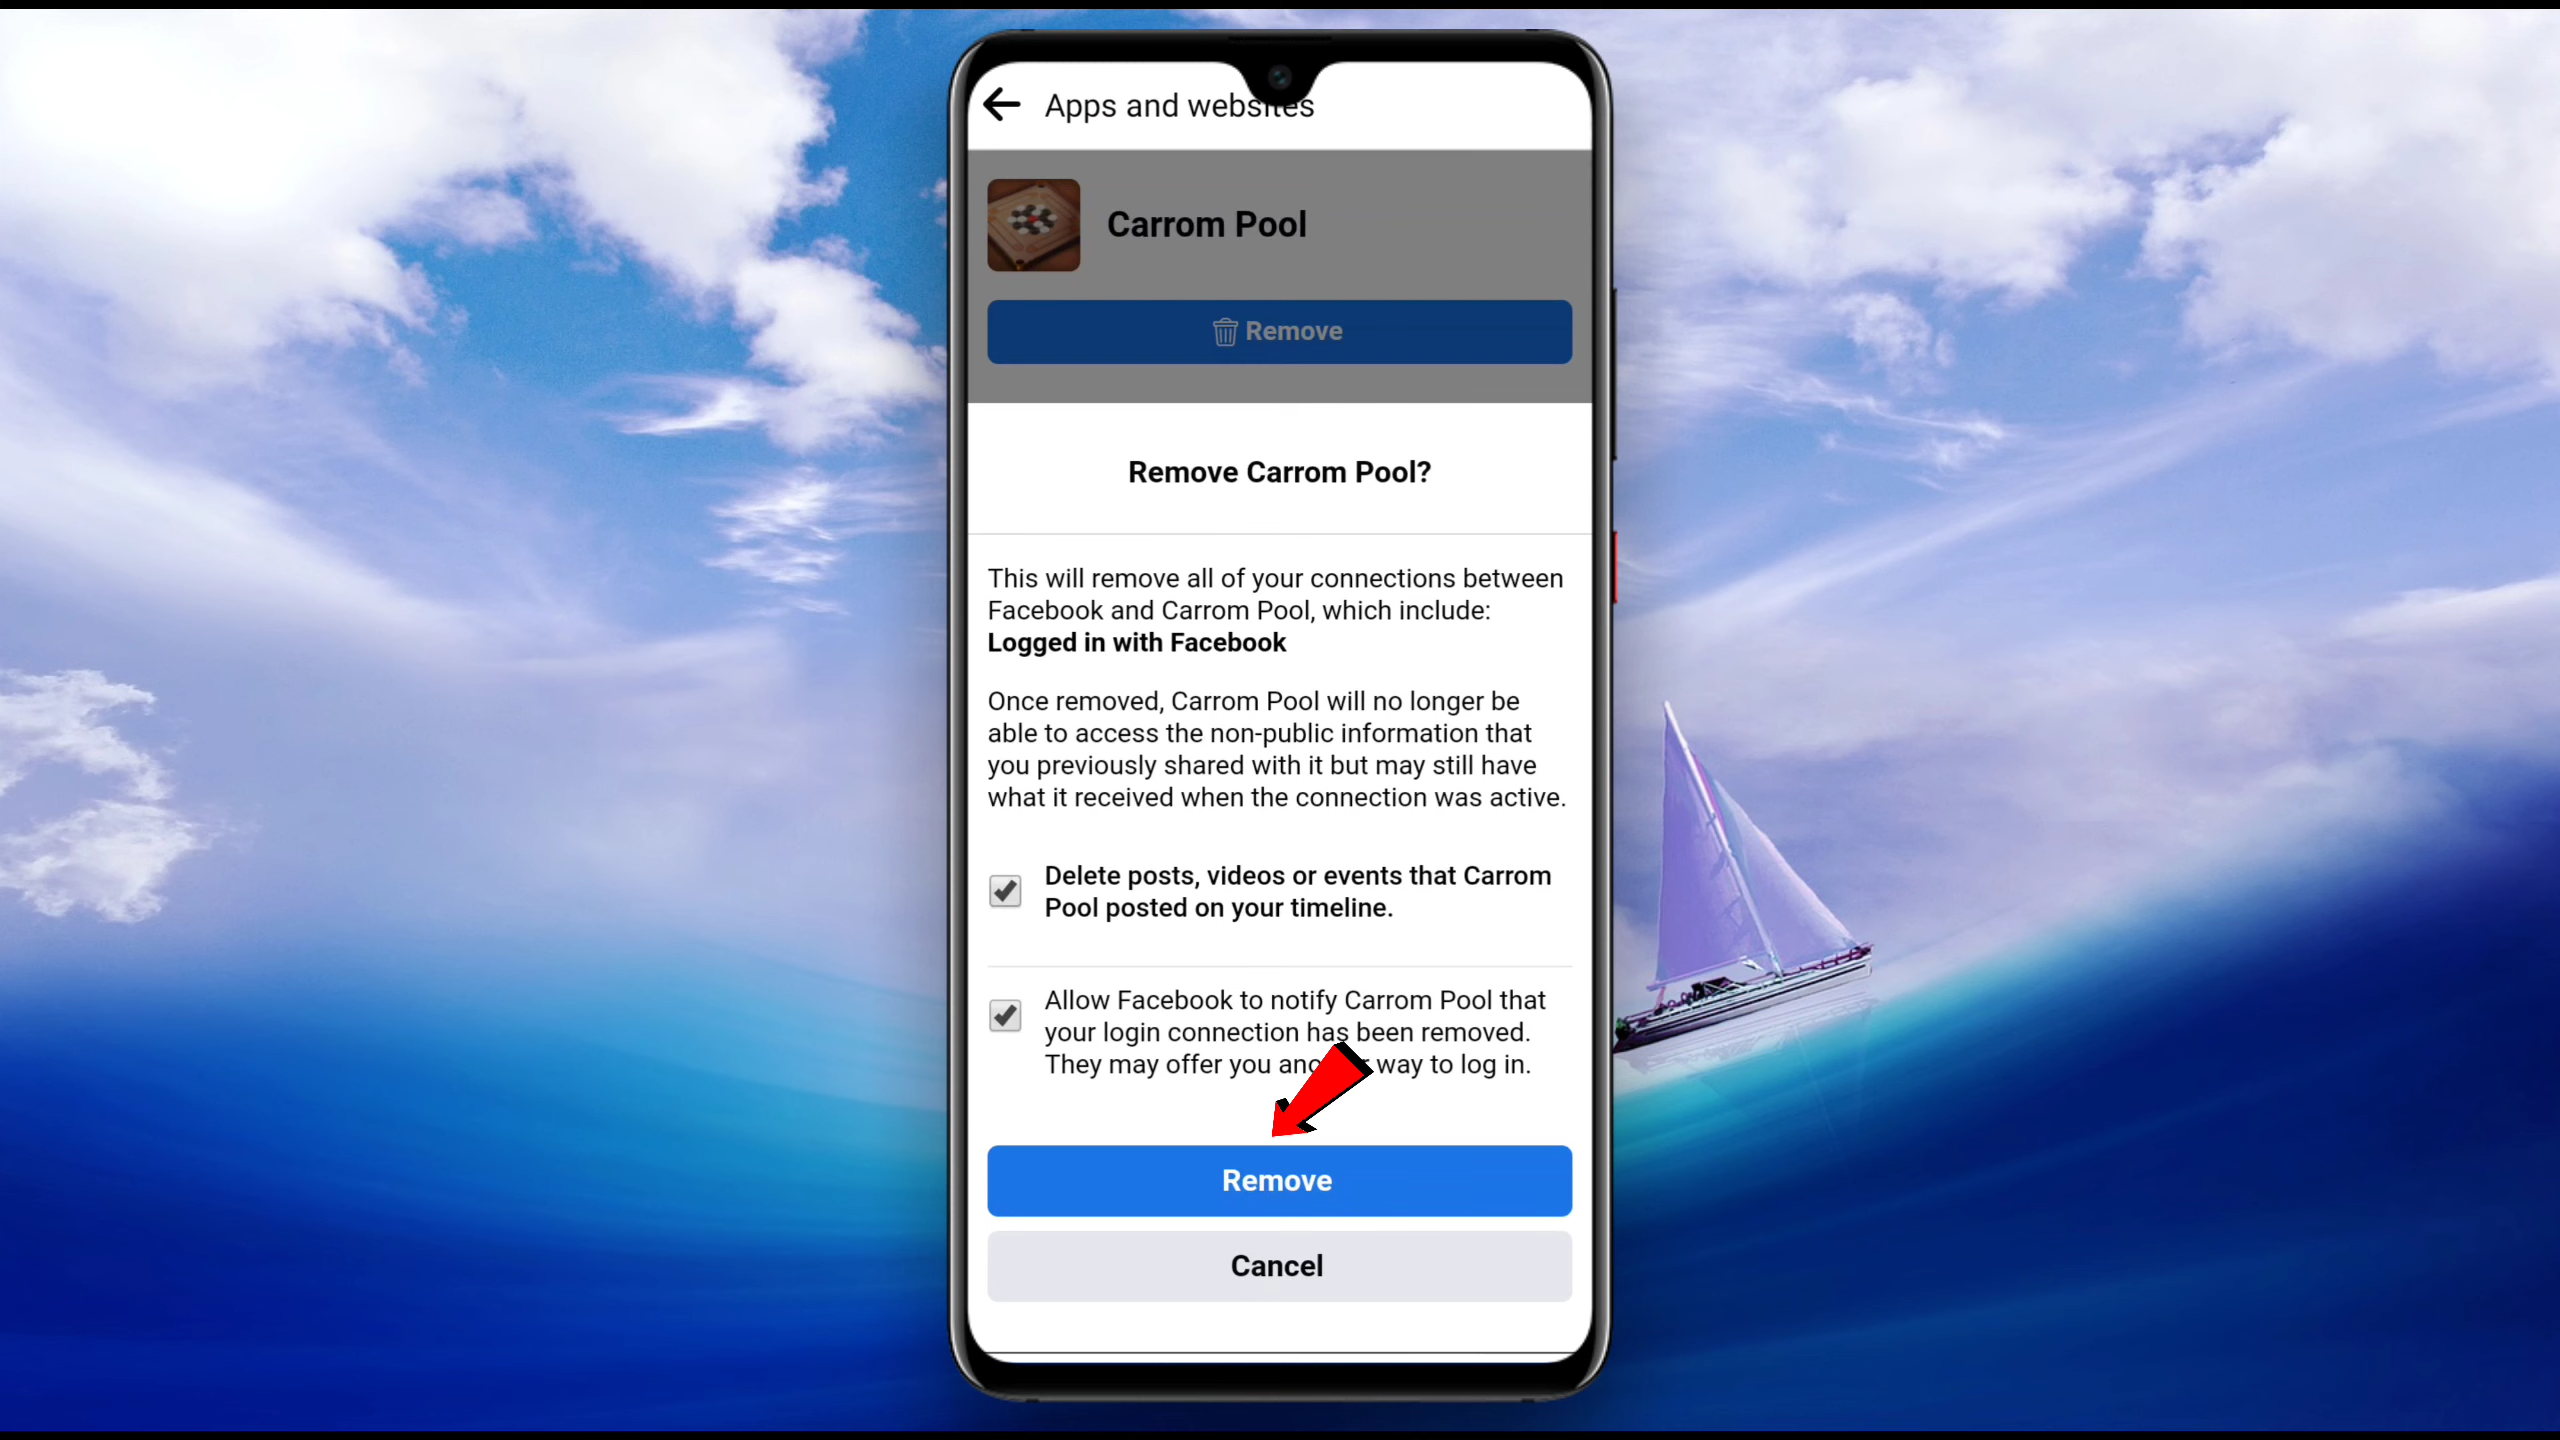 Apps and websites
Carrom Pool
Remove
Remove Carrom Pool?
This will remove all of your connections between
Facebook and Carrom Pool, which include:
Logged in with Facebook
Once removed, Carrom Pool will no longer be
able to access the non-public information that
you previously shared with it but may still have
what it received when the connection was active.
Delete posts, videos or events that Carrom
Pool posted on your timeline.
Allow Facebook to notify Carrom Pool that
your login connection has been removed.
They may offer you way to log in.
Remove
Cancel